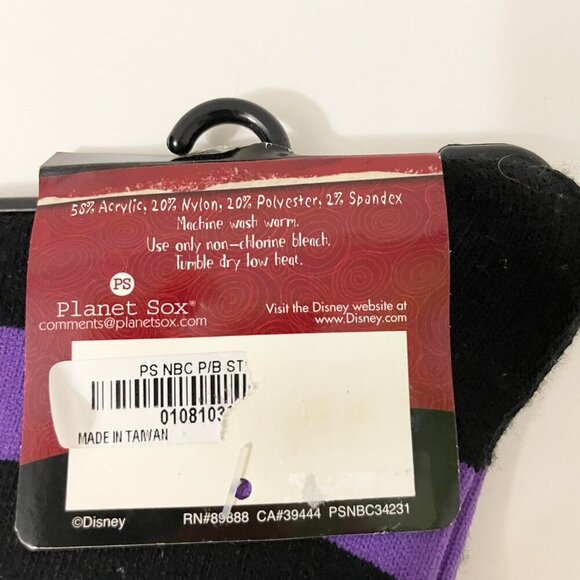 58% Acrylic, 20% Nylon, 20% Polyester, 2% Spandex
Machine wash warm.
Use only non-chlorine bleach.
Tumble dry low heat.
PS
Planet Sox®
comments@planetsox.com
Visit the Disney website at
www.Disney.com
PS NBC P/B
MADE IN TAIWAN
©Disney
RN#89888 CA#39444 PSNBC34231